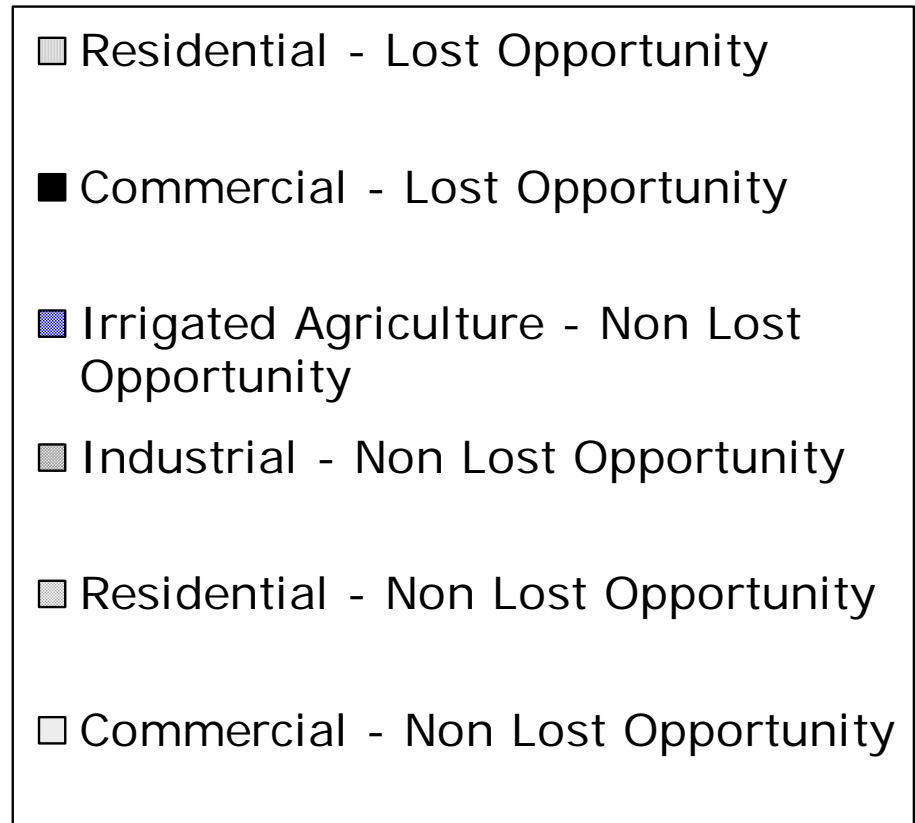 Residential - Lost Opportunity
Commercial - Lost Opportunity
Irrigated Agriculture - Non Lost
Opportunity
Industrial - Non Lost Opportunity
Residential - Non Lost Opportunity
Commercial - Non Lost Opportunity